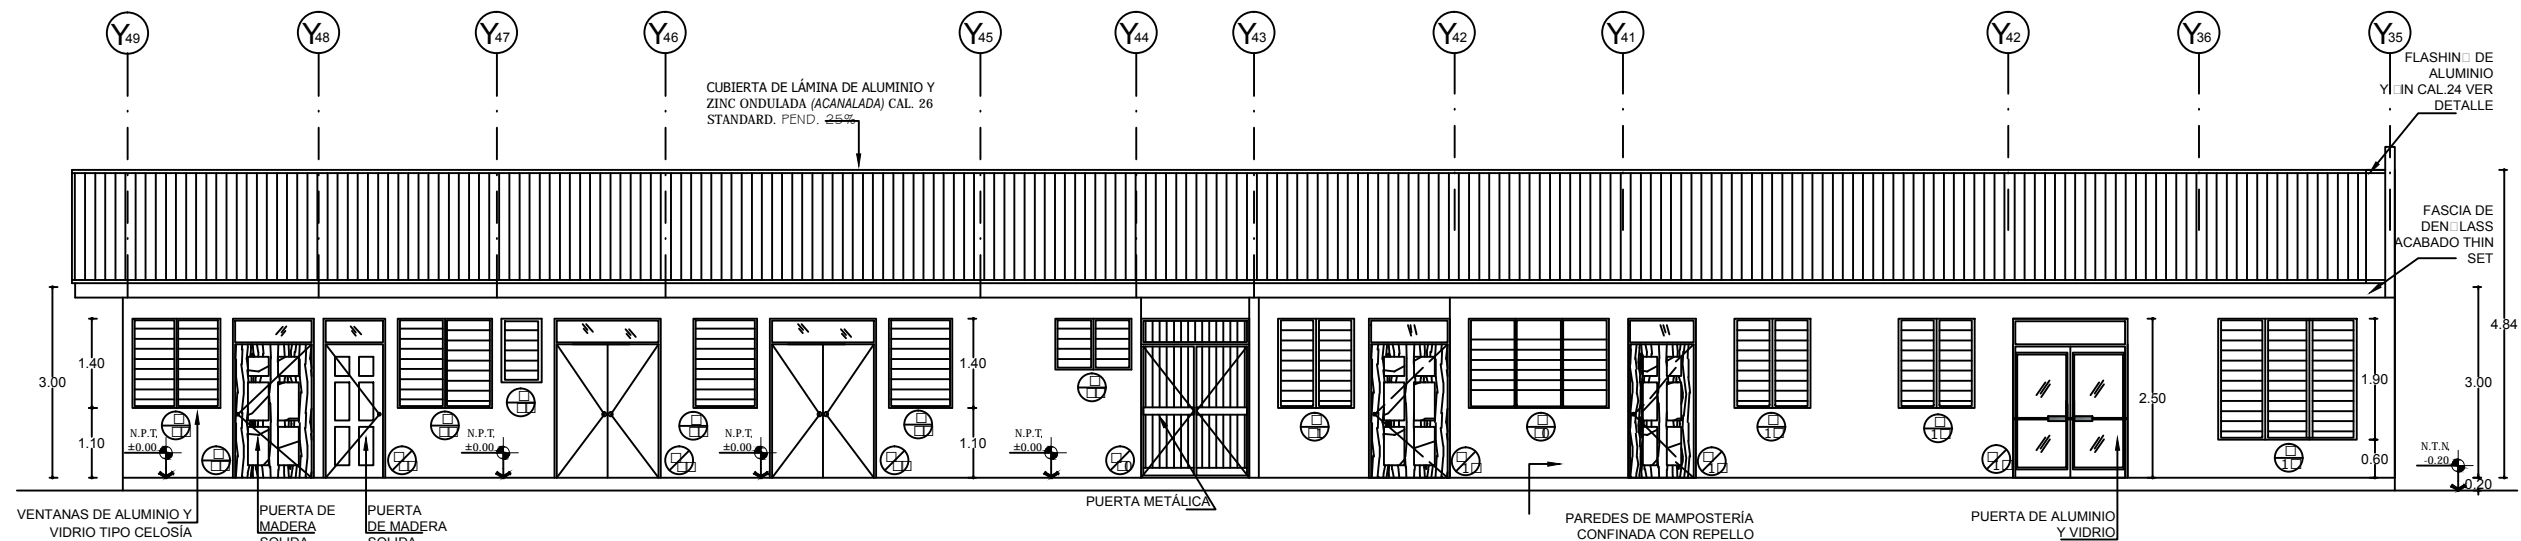 Y49 Y48 Y47 Y46 Y45 Y44 Y43 Y42 Y41 Y42 Y36 Y35
CUBIERTA DE LÁMINA DE ALUMINIO Y
ZINC ONDULADA (ACANALADA) CAL. 26
STANDARD. PEND. 25%
FLASHIN□ DE
ALUMINIO
Y □IN CAL.24 VER
DETALLE
FASCIA DE
DEN□LASS
ACABADO THIN
SET
3.00
1.40
1.10
N.P.T,
±0.00
N.P.T,
±0.00
N.P.T,
±0.00
N.P.T,
±0.00
1.40
1.10
2.50
1.90
0.60
3.00
4.84
0.20
N.T.N,
-0.20
VENTANAS DE ALUMINIO Y
VIDRIO TIPO CELOSÍA
PUERTA DE
MADERA
SOLIDA
PUERTA
DE MADERA
SOLIDA
PUERTA METÁLICA
PAREDES DE MAMPOSTERÍA
CONFINADA CON REPELLO
PUERTA DE ALUMINIO
Y VIDRIO